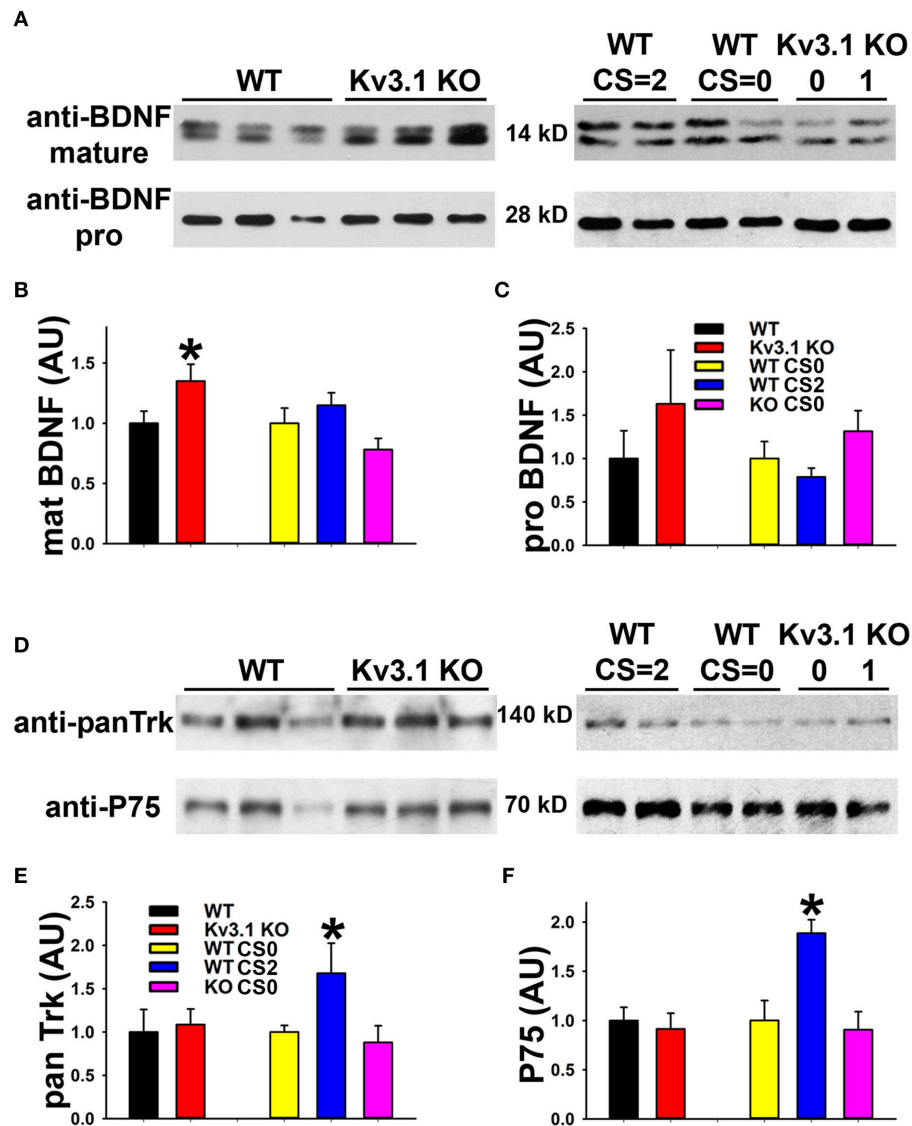 A
WT
Kv3.1 KO
WT
CS=2
WT
CS=0
Kv3.1 KO
0 1
anti-BDNF
mature
14 kD
anti-BDNF
pro
28 kD
B
mat BDNF (AU)
1.5
1.0
0.5
0.0
*
C
pro BDNF (AU)
2.5
2.0
1.5
1.0
0.5
0.0
WT
Kv3.1 KO
WT CS0
WT CS2
KO CS0
D
WT
Kv3.1 KO
WT
CS=2
WT
CS=0
Kv3.1 KO
0 1
anti-panTrk
140 kD
anti-P75
70 kD
E
pan Trk (AU)
2.5
2.0
1.5
1.0
0.5
0.0
WT
Kv3.1 KO
WT CS0
WT CS2
KO CS0
*
F
P75 (AU)
2.0
1.5
1.0
0.5
0.0
*